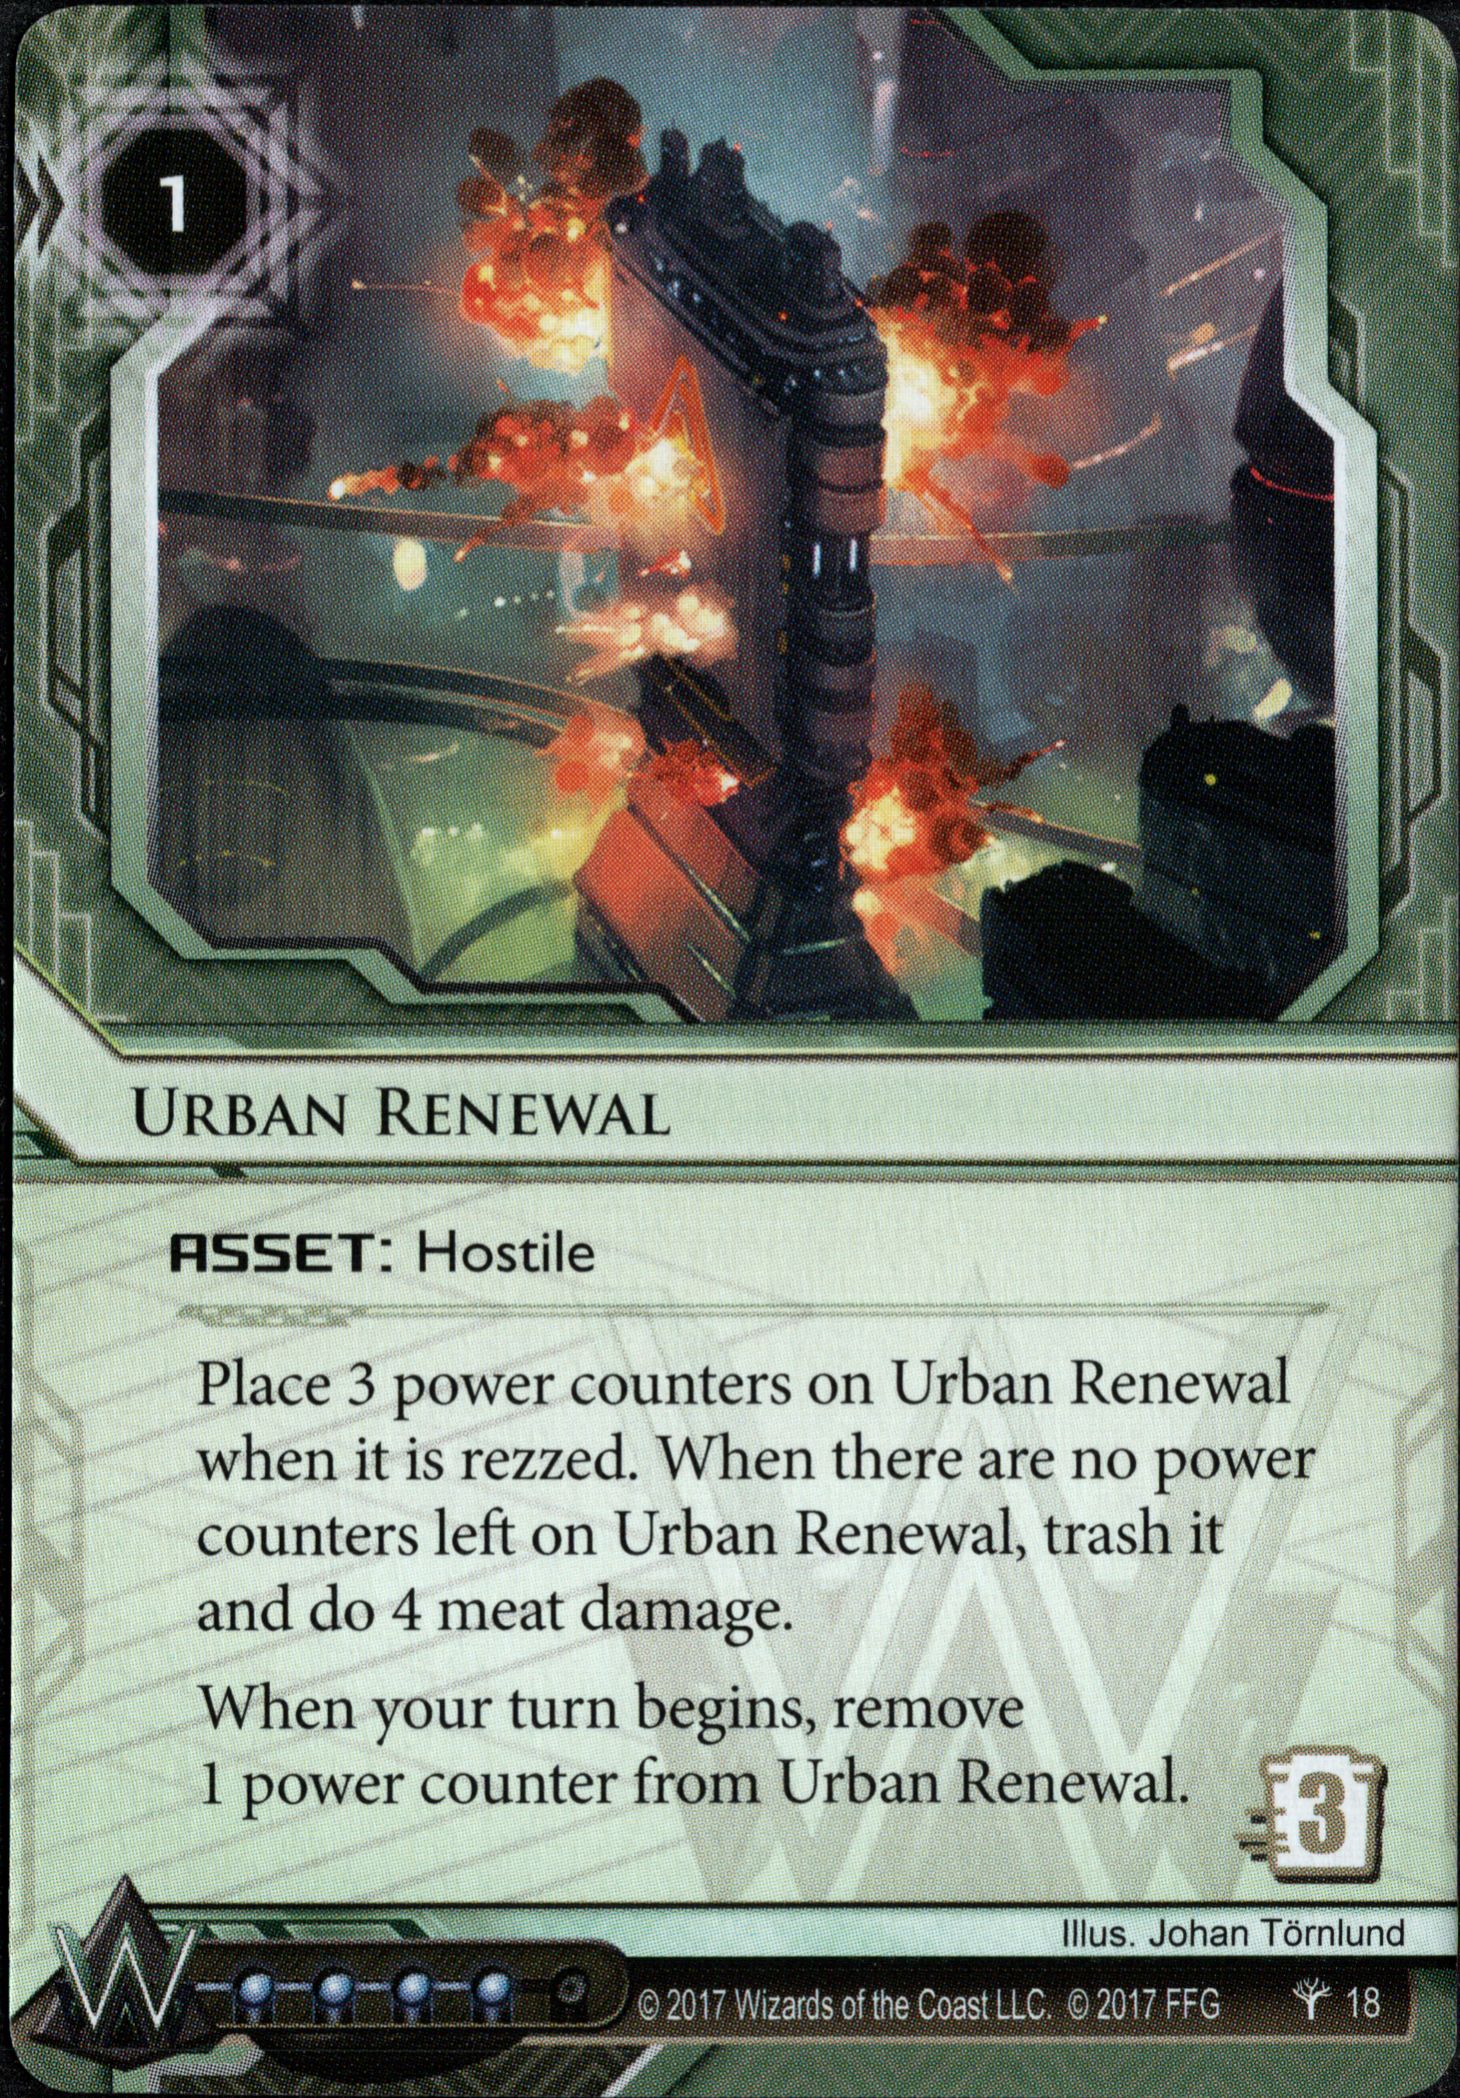 1
URBAN RENEWAL
ASSET: Hostile
Place 3 power counters on Urban Renewal
when it is rezzed. When there are no power
counters left on Urban Renewal, trash it
and do 4 meat damage.
When your turn begins, remove
1 power counter from Urban Renewal.
3
Illus. Johan Törnlund
W
© 2017 Wizards of the Coast LLC. © 2017 FFG 18